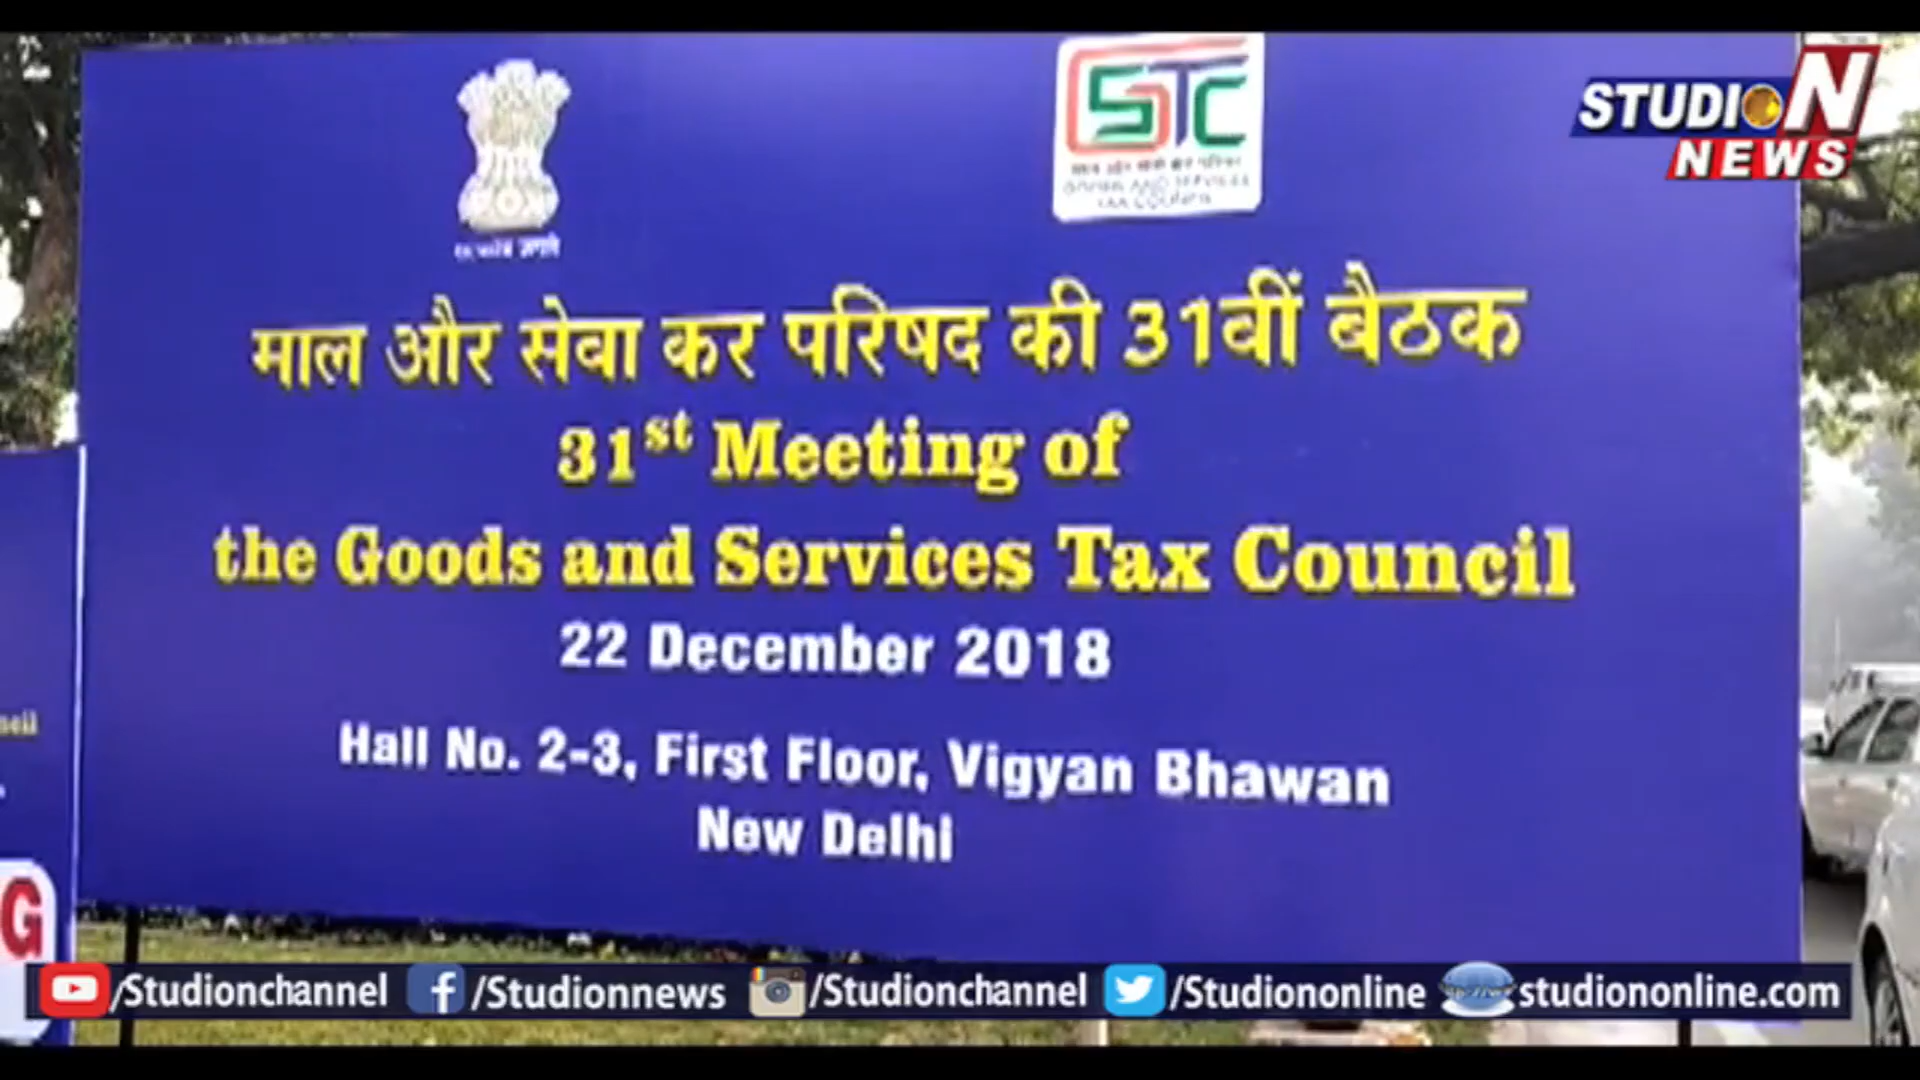 STUDION
NEWS
GSTC
माल और सेवा कर परिषद की 31वीं बैठक
31st Meeting of
the Goods and Services Tax Council
22 December 2018
Hall No. 2-3, First Floor, Vigyan Bhawan
New Delhi
G
/Studionchannel /Studionnews /Studionchannel /Studiononline studiononline.com